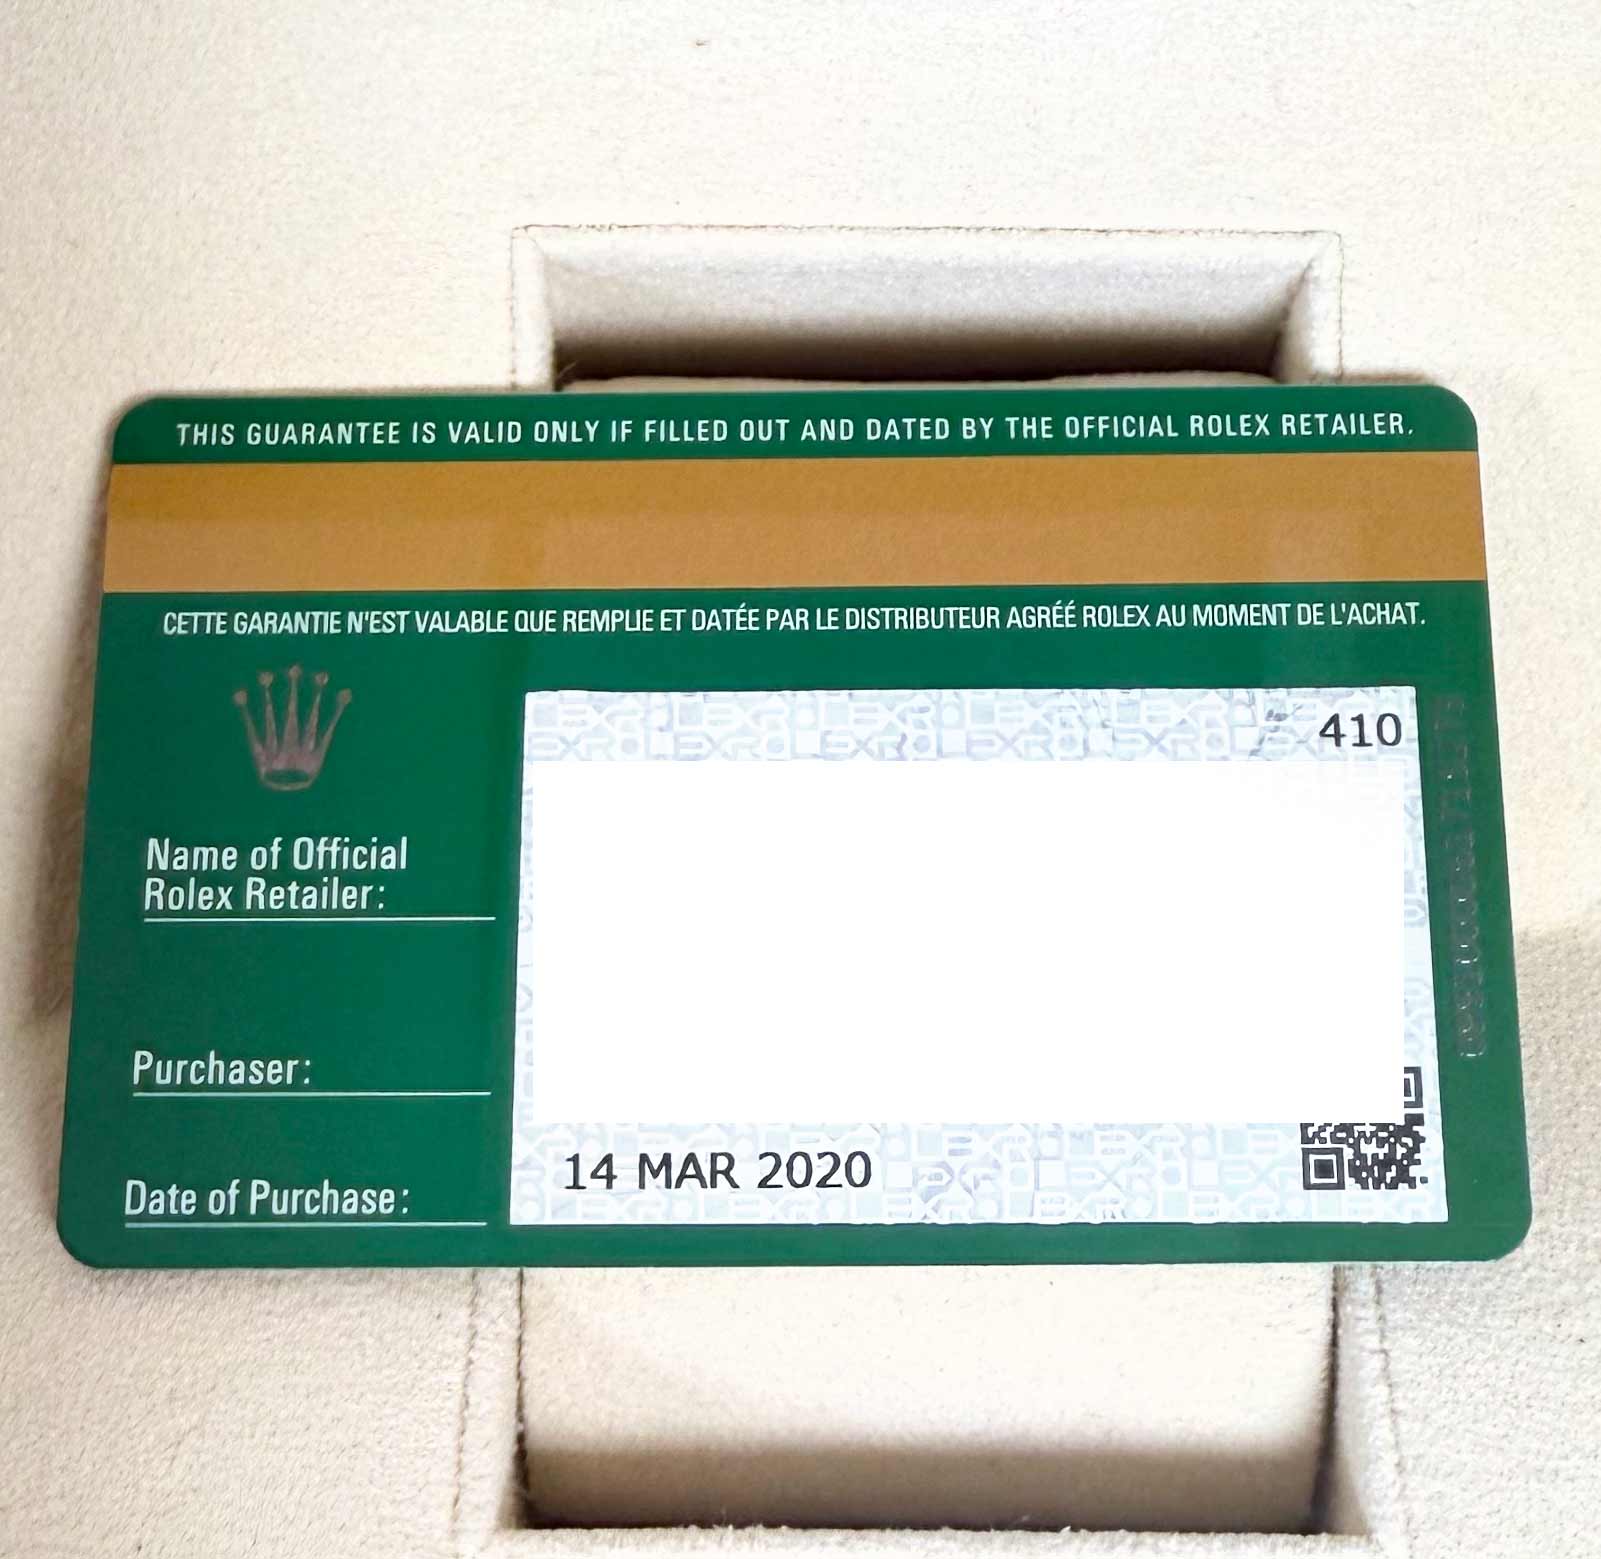 THIS GUARANTEE IS VALID ONLY IF FILLED OUT AND DATED BY THE OFFICIAL ROLEX RETAILER.
CETTE GARANTIE N'EST VALABLE QUE REMPLIE ET DATÉE PAR LE DISTRIBUTEUR AGRÉÉ ROLEX AU MOMENT DE L'ACHAT.
410
Name of Official
Rolex Retailer:
Purchaser:
Date of Purchase:
14 MAR 2020